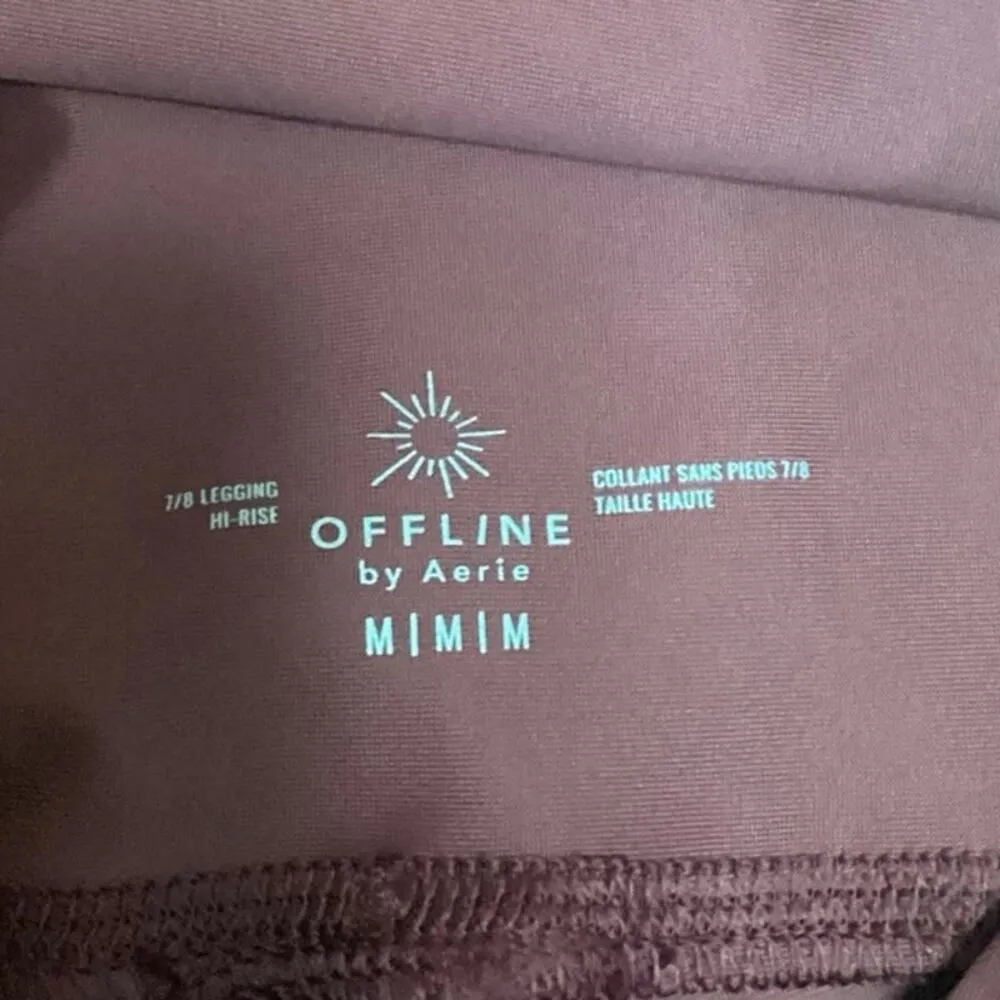 7/8 LEGGING
HI-RISE
OFFLINE
by Aerie
M|M|M
COLLANT SANS PIEDS 7/8
TAILLE HAUTE